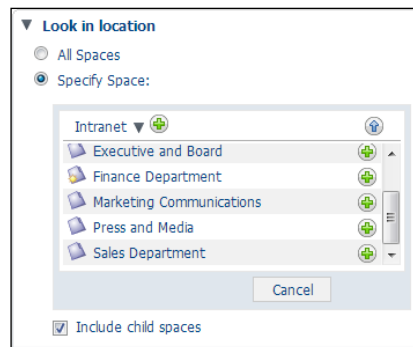 Look in location
All Spaces
Specify Space:
Intranet
Executive and Board
Finance Department
Marketing Communications
Press and Media
Sales Department
Cancel
Include child spaces